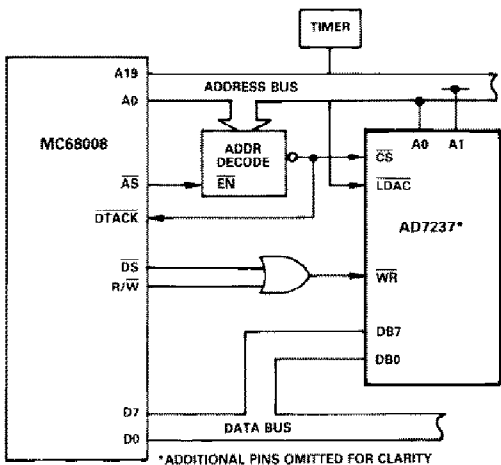 TIMER
A19
ADDRESS BUS
A0
MC68008
ADDR
DECODE
EN
AS
DTACK
DS
R/W
D7
D0
DATA BUS
A0 A1
CS
LDAC
AD7237*
WR
DB7
DB0
*ADDITIONAL PINS OMITTED FOR CLARITY